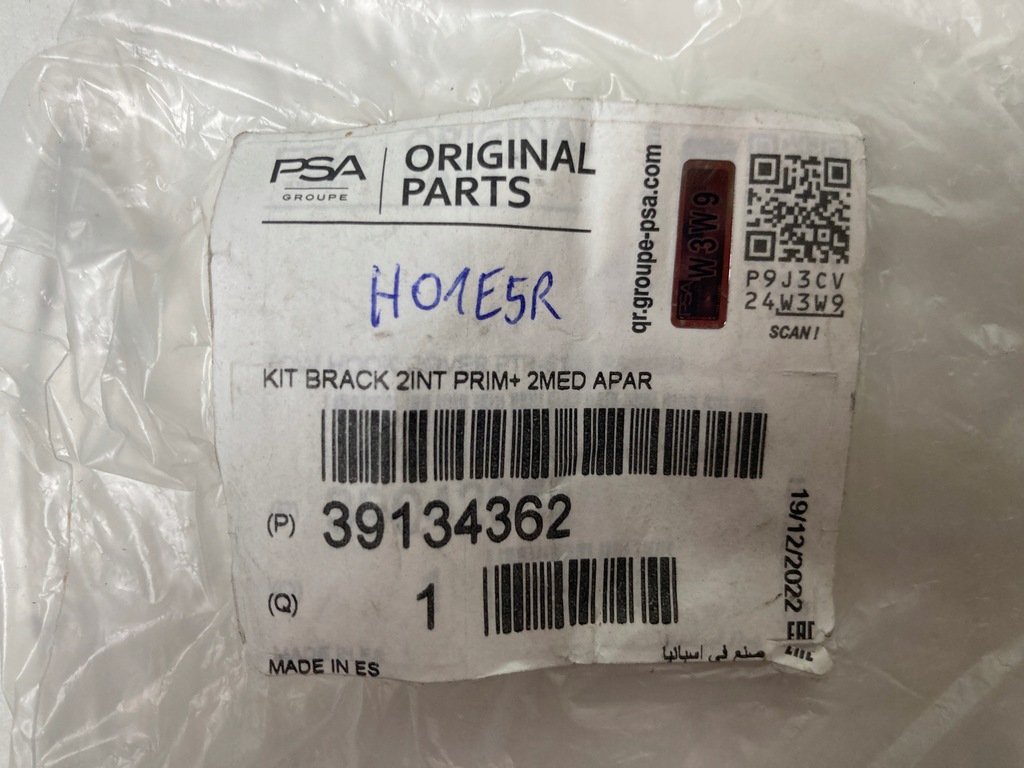 PSA
GROUPE
ORIGINAL
PARTS
qr.groupe-psa.com
W3W9
P9J3CV
24W3W9
SCAN!
H01E5R
KIT BRACK 2INT PRIM+ 2MED APAR
(P) 39134362
(Q) 1
19/12/2022
EAC
MADE IN ES
صنع في اسبانيا